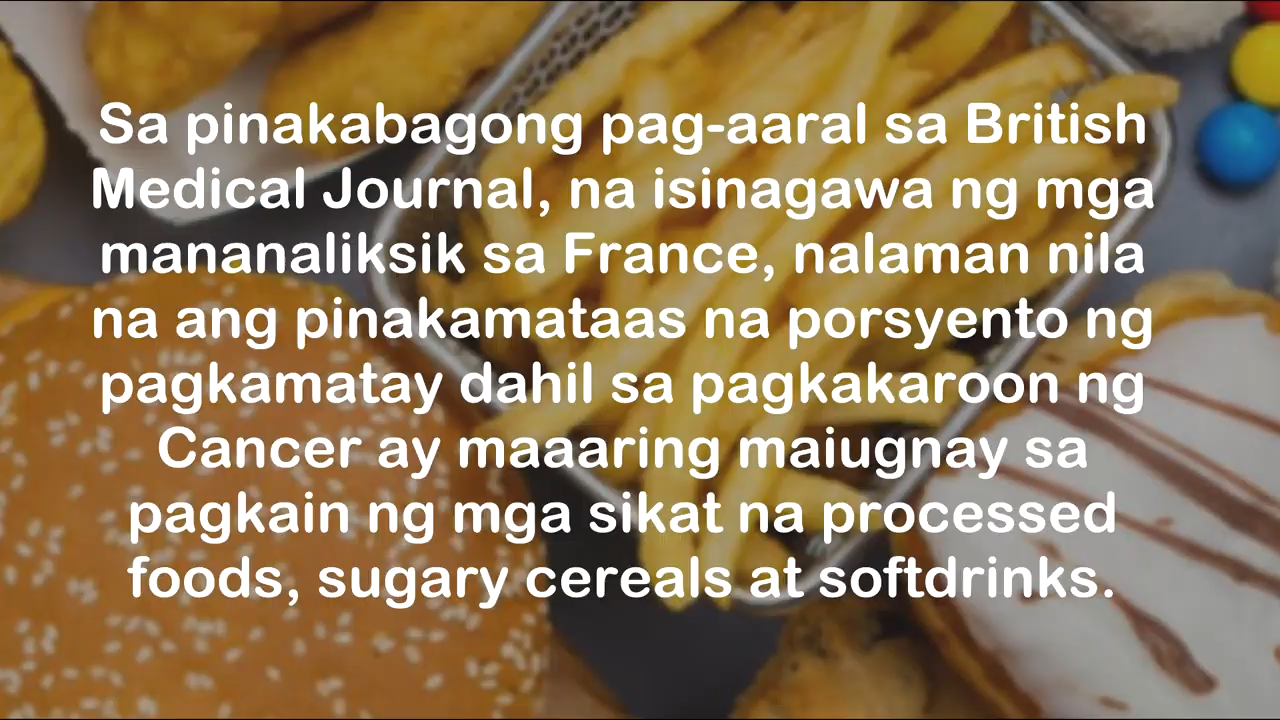 Sa pinakabagong pag-aaral sa British
Medical Journal, na isinagawa ng mga
mananaliksik sa France, nalaman nila
na ang pinakamataas na porsyento ng
pagkamatay dahil sa pagkakaroon ng
Cancer ay maaaring maiugnay sa
pagkain ng mga sikat na processed
foods, sugary cereals at softdrinks.